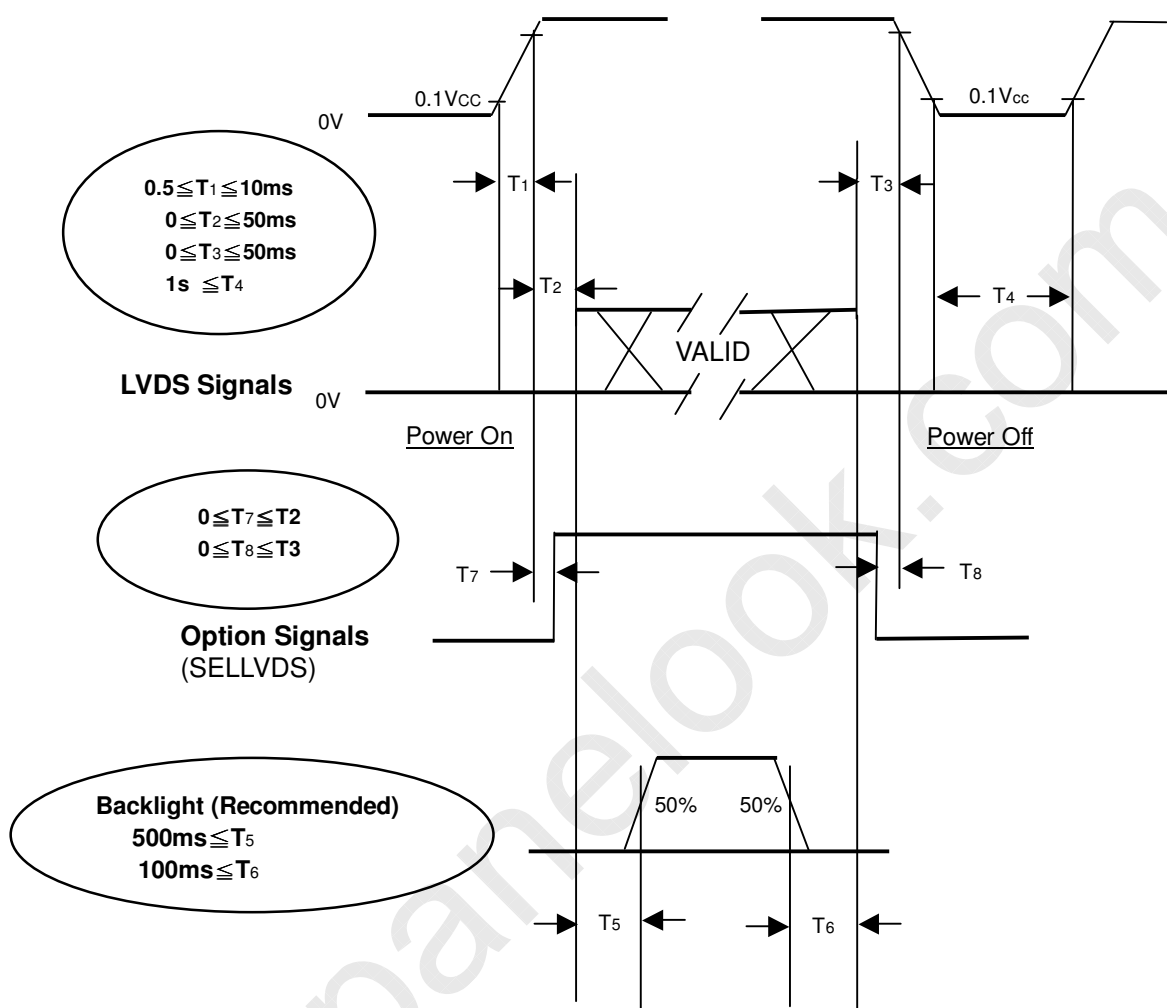 0.1VCC
0.1Vcc
0V
0.5≦T1≦10ms
0≦T2≦50ms
0≦T3≦50ms
1s ≦T4
T1
T3
T2
T4
VALID
LVDS Signals
0V
Power On
Power Off
0≦T7≦T2
0≦T8≦T3
T7
T8
Option Signals
(SELLVDS)
Backlight (Recommended)
500ms≦T5
100ms≦T6
50%
50%
T5
T6
panelook.com